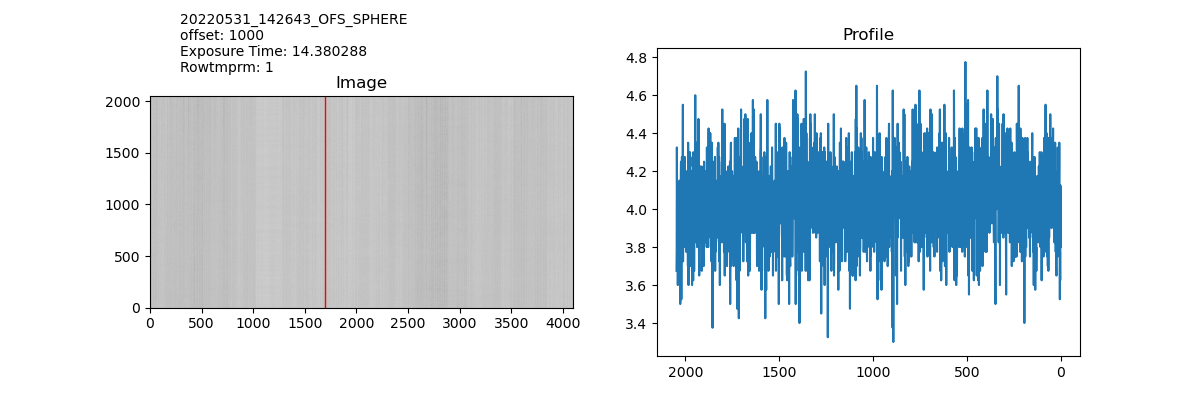 20220531_142643_OFS_SPHERE
offset: 1000
Exposure Time: 14.380288
Rowtmprm: 1
Image
2000
1500
1000
500
0
0 500 1000 1500 2000 2500 3000 3500 4000
Profile
4.8
4.6
4.4
4.2
4.0
3.8
3.6
3.4
2000 1500 1000 500 0